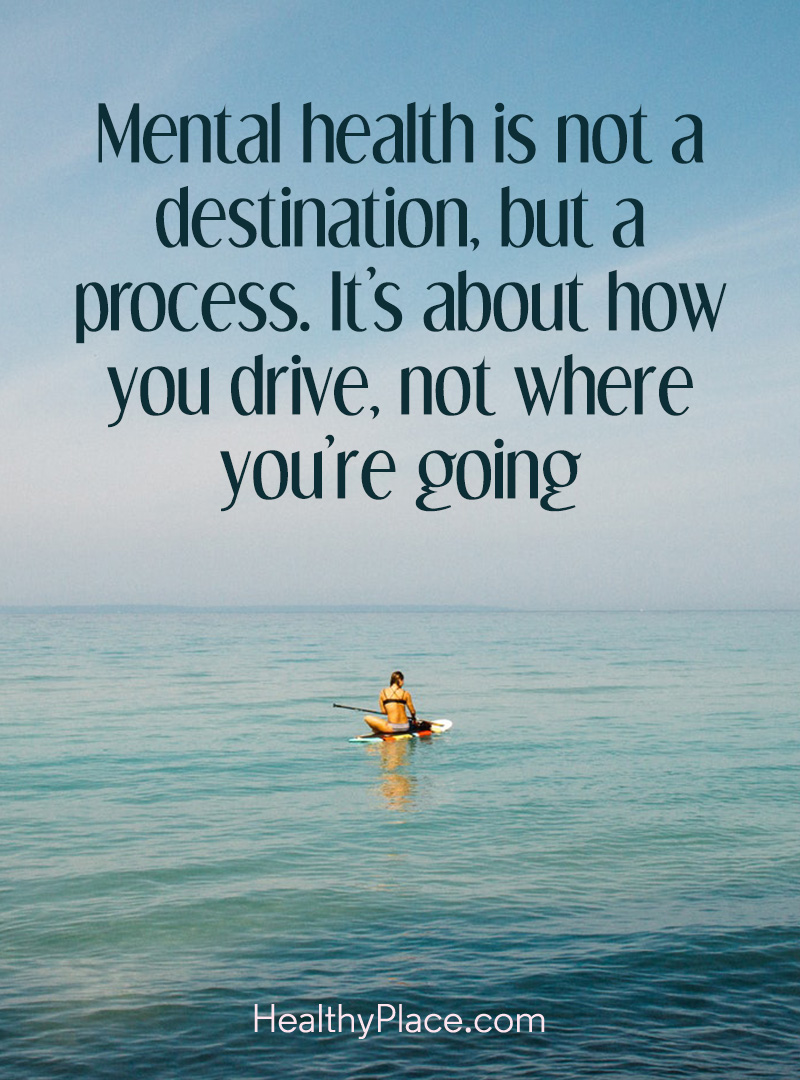 Mental health is not a
destination, but a
process. It's about how
you drive, not where
you're going
HealthyPlace.com